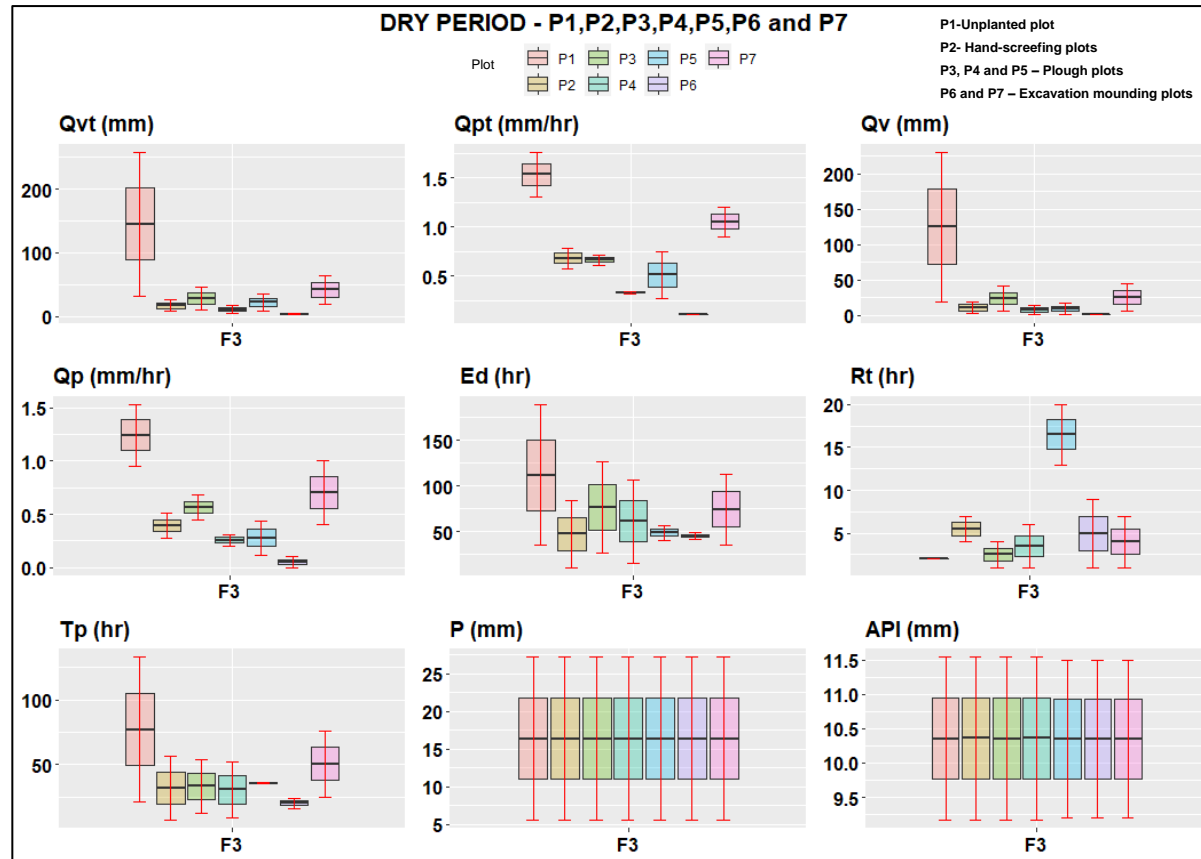 DRY PERIOD - P1,P2,P3,P4,P5,P6 and P7
P1-Unplanted plot
P2- Hand-screefing plots
P3, P4 and P5 – Plough plots
P6 and P7 – Excavation mounding plots
Plot
P1 P3 P5 P7
P2 P4 P6
Qvt (mm)
200
100
0
F3
Qpt (mm/hr)
1.5
1.0
0.5
F3
Qv (mm)
200
150
100
50
0
F3
Qp (mm/hr)
1.5
1.0
0.5
0.0
F3
Ed (hr)
150
100
50
F3
Rt (hr)
20
15
10
5
F3
Tp (hr)
100
50
F3
P (mm)
25
20
15
10
5
F3
API (mm)
11.5
11.0
10.5
10.0
9.5
F3